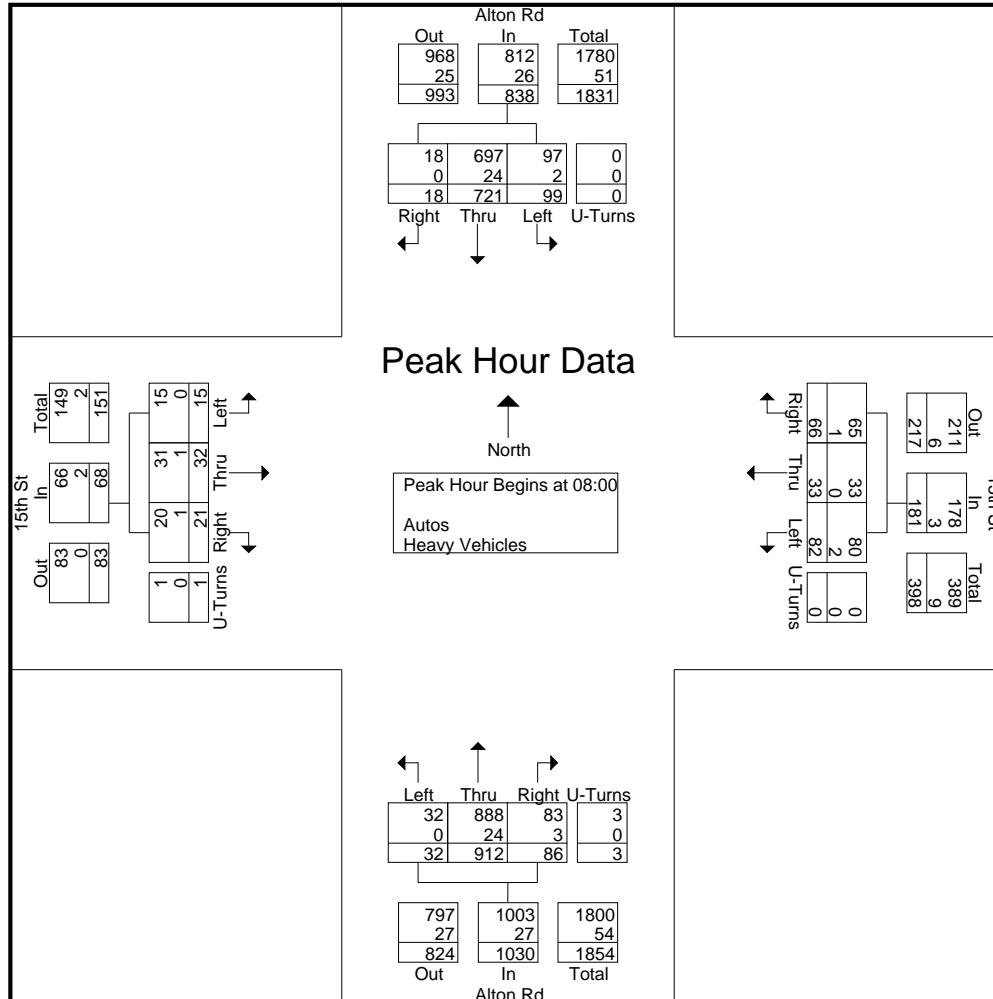 Alton Rd
Out In Total
968 812 1780
25 26 51
993 838 1831
18 697 97 0
0 24 2 0
18 721 99 0
Right Thru Left U-Turns
Peak Hour Data
North
Peak Hour Begins at 08:00
Autos
Heavy Vehicles
15th St
Total In Out
149 66 83
2 2 0
151 68 83
15 31 20 1
0 1 1 0
15 32 21 1
Left Thru Right U-Turns
Right Thru Left U-Turns
66 33 82 0
1 0 2 0
65 33 80 0
217 181 398
6 3 9
211 178 389
Out In Total
Left Thru Right U-Turns
32 888 83 3
0 24 3 0
32 912 86 3
797 1003 1800
27 27 54
824 1030 1854
Out In Total
Alton Rd